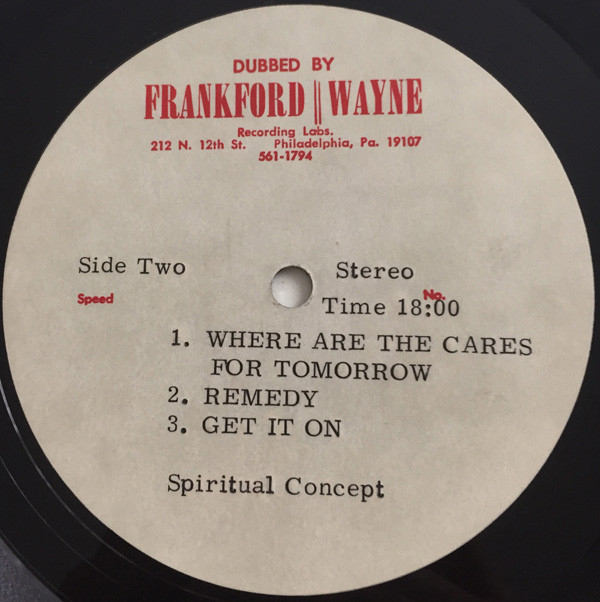 DUBBED BY
FRANKFORD || WAYNE
Recording Labs.
212 N. 12th St. Philadelphia, Pa. 19107
561-1794
Side Two Stereo
Speed No.
Time 18:00
1. WHERE ARE THE CARES
FOR TOMORROW
2. REMEDY
3. GET IT ON
Spiritual Concept